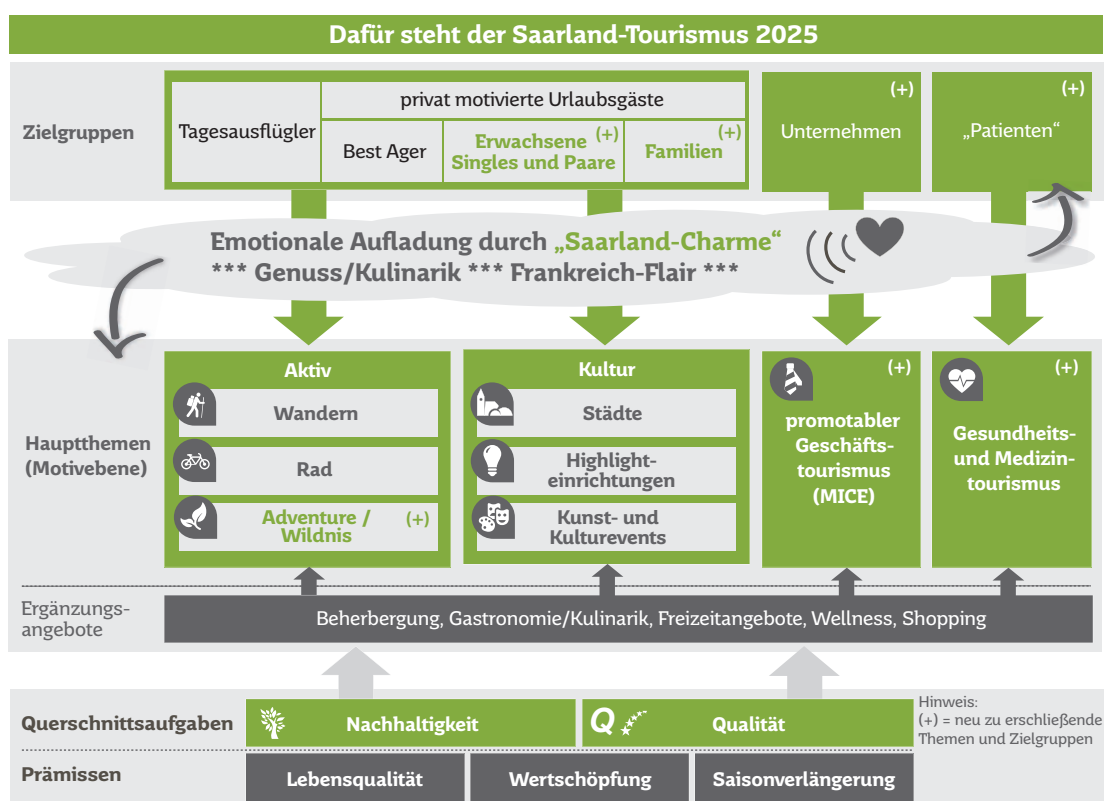 Dafür steht der Saarland-Tourismus 2025
Zielgruppen
Tagesausflügler
privat motivierte Urlaubsgäste
Best Ager
Erwachsene (+)
Singles und Paare
(+)
Familien
(+)
Unternehmen
(+)
„Patienten“
Emotionale Aufladung durch „Saarland-Charme“
*** Genuss/Kulinarik *** Frankreich-Flair ***
Hauptthemen
(Motivebene)
Aktiv
Wandern
Rad
Adventure / (+)
Wildnis
Kultur
Städte
Highlight-
einrichtungen
Kunst- und
Kulturevents
(+)
promotabler
Geschäfts-
tourismus
(MICE)
(+)
Gesundheits-
und Medizin-
tourismus
Ergänzungs-
angebote
Beherbergung, Gastronomie/Kulinarik, Freizeitangebote, Wellness, Shopping
Querschnittsaufgaben
Nachhaltigkeit
Q
Qualität
Hinweis:
(+) = neu zu erschließende
Themen und Zielgruppen
Prämissen
Lebensqualität
Wertschöpfung
Saisonverlängerung